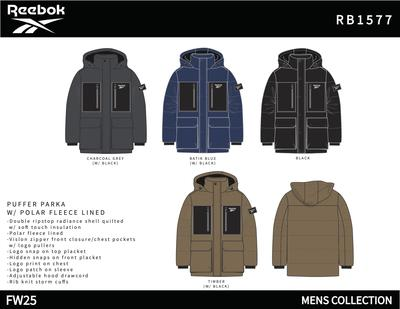 Reebok
RB1577
CHARCOAL GREY
(W/ BLACK)
BATIK BLUE
(W/ BLACK)
BLACK
PUFFER PARKA
W/ POLAR FLEECE LINED
-Double ripstop radiance shell quilted
w/ soft touch insulation
-Polar fleece lined
-Vislon zipper front closure/chest pockets
w/ logo pullers
-Logo snap on top placket
-Hidden snaps on front placket
-Logo print on chest
-Logo patch on sleeve
-Adjustable hood drawcord
-Rib knit storm cuffs
TIMBER
(W/ BLACK)
FW25
MENS COLLECTION